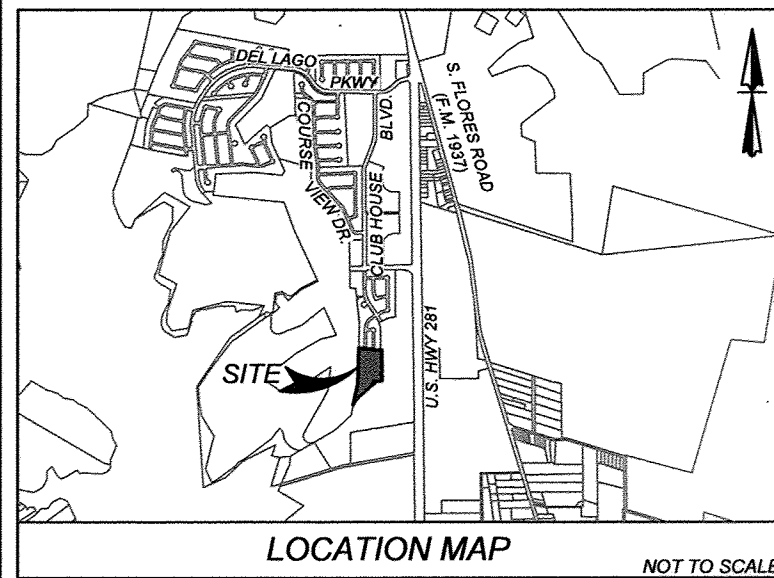 DEL LAGO
PKWY
BLVD.
S. FLORES ROAD
(F.M. 1937)
COURSE
VIEW DR.
CLUB HOUSE
U.S. HWY 281
SITE
LOCATION MAP
NOT TO SCALE